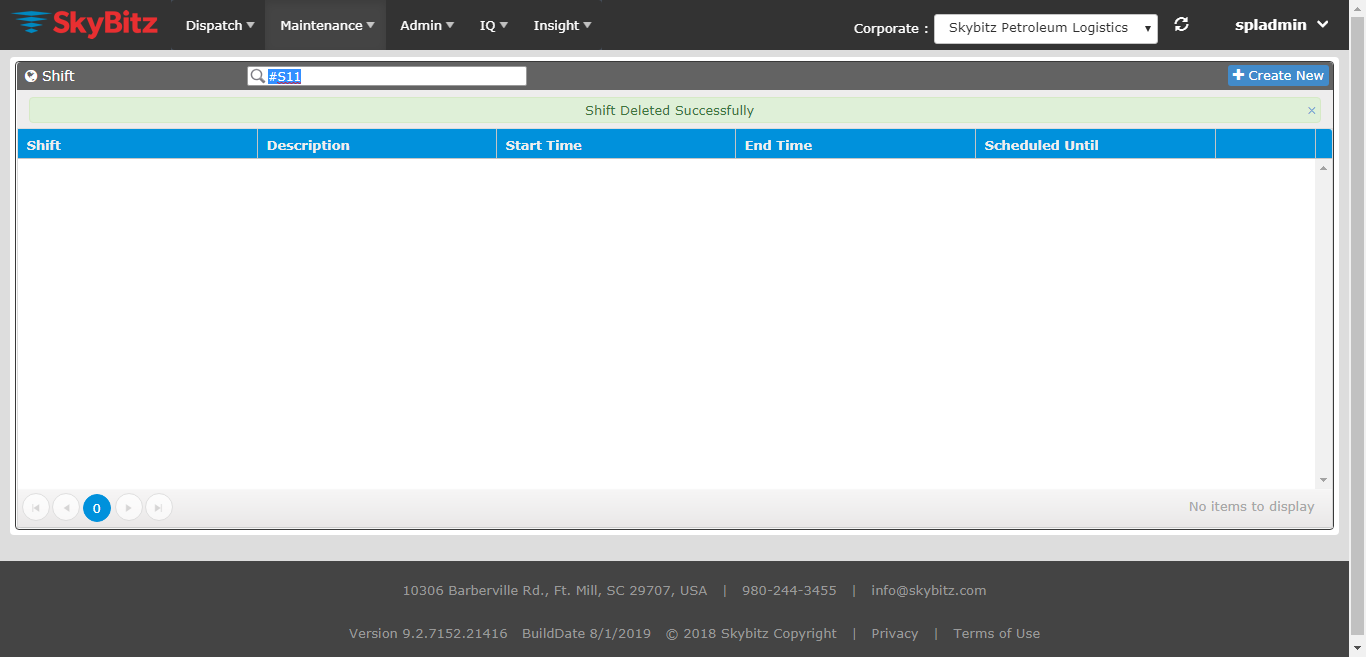 SkyBitz Dispatch Maintenance Admin IQ Insight Corporate : Skybitz Petroleum Logistics spladmin
Shift #S11 Create New
Shift Deleted Successfully ×
Shift Description Start Time End Time Scheduled Until
0 No items to display
10306 Barberville Rd., Ft. Mill, SC 29707, USA | 980-244-3455 | info@skybitz.com
Version 9.2.7152.21416 BuildDate 8/1/2019 © 2018 Skybitz Copyright | Privacy | Terms of Use